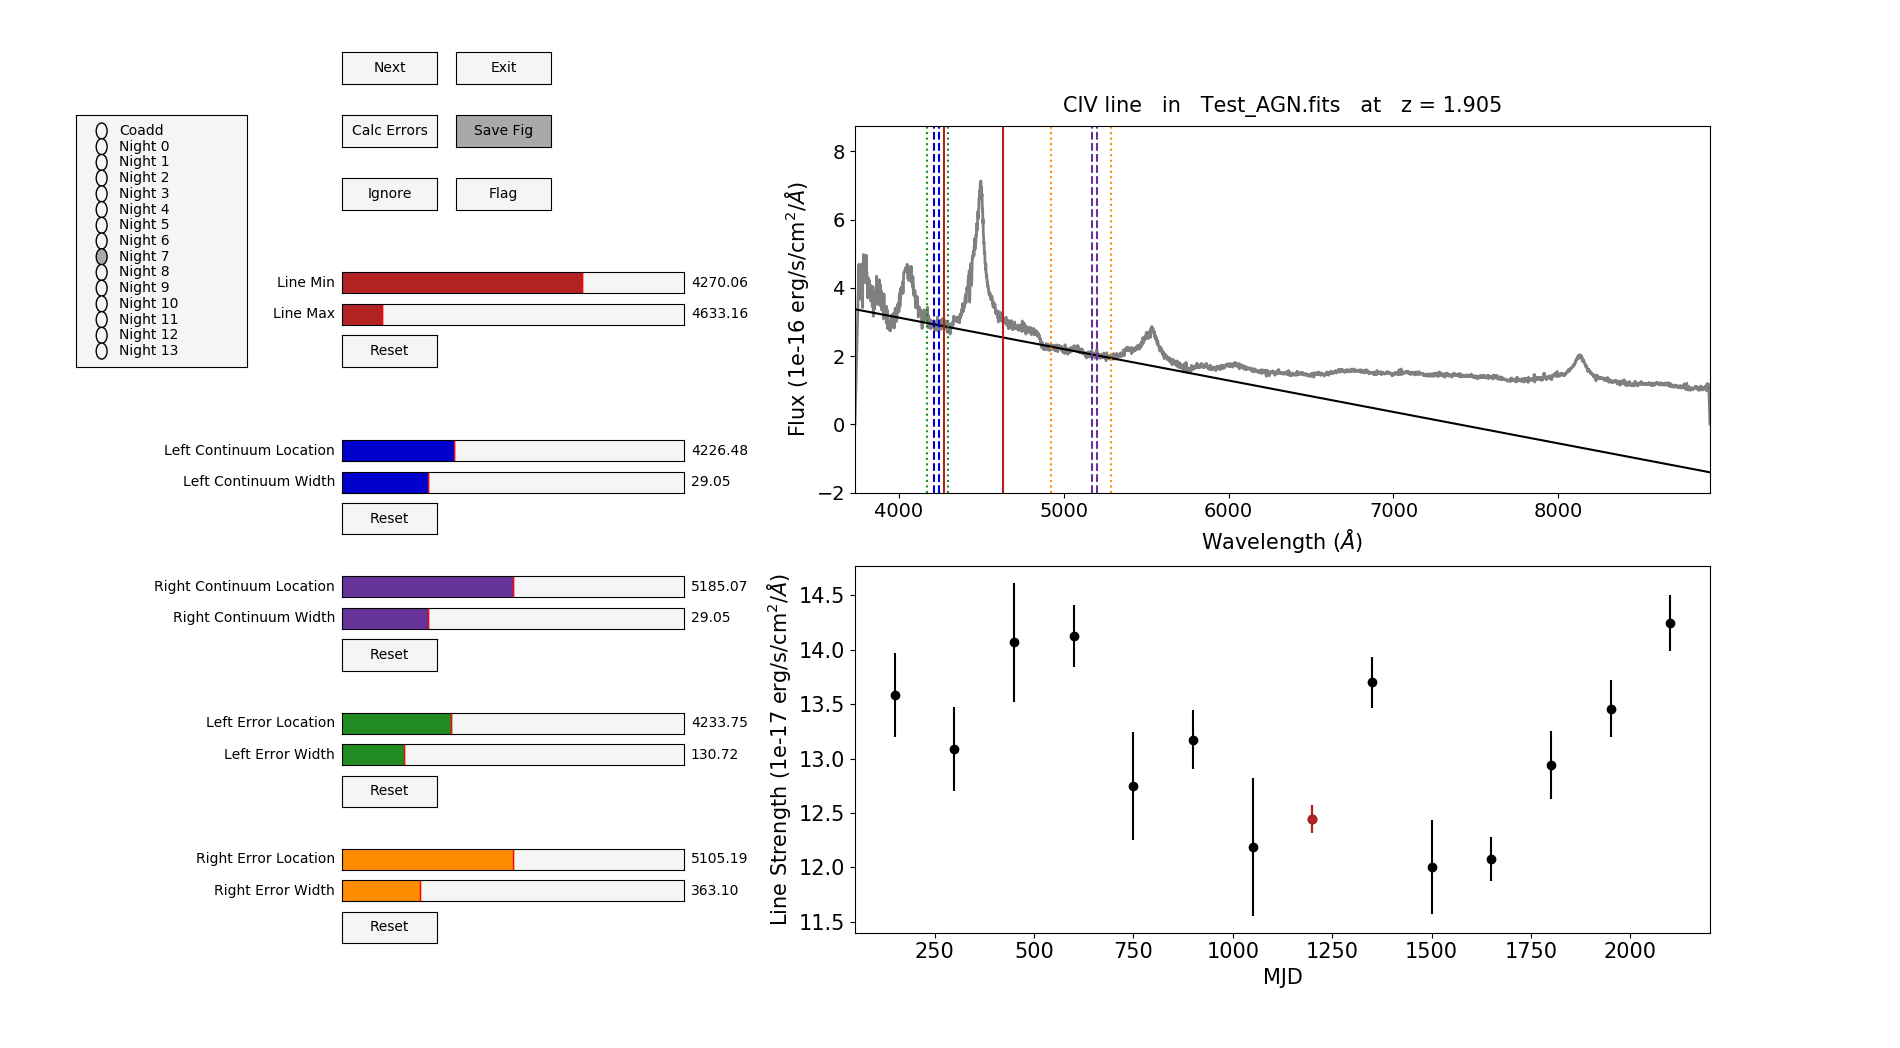 Next
Exit
Calc Errors
Save Fig
Ignore
Flag
Coadd
Night 0
Night 1
Night 2
Night 3
Night 4
Night 5
Night 6
Night 7
Night 8
Night 9
Night 10
Night 11
Night 12
Night 13
Line Min 4270.06
Line Max 4633.16
Reset
Left Continuum Location 4226.48
Left Continuum Width 29.05
Reset
Right Continuum Location 5185.07
Right Continuum Width 29.05
Reset
Left Error Location 4233.75
Left Error Width 130.72
Reset
Right Error Location 5105.19
Right Error Width 363.10
Reset
CIV line in Test_AGN.fits at z = 1.905
Flux (1e-16 erg/s/cm²/Å)
8
6
4
2
0
−2
4000 5000 6000 7000 8000
Wavelength (Å)
Line Strength (1e-17 erg/s/cm²/Å)
14.5
14.0
13.5
13.0
12.5
12.0
11.5
250 500 750 1000 1250 1500 1750 2000
MJD